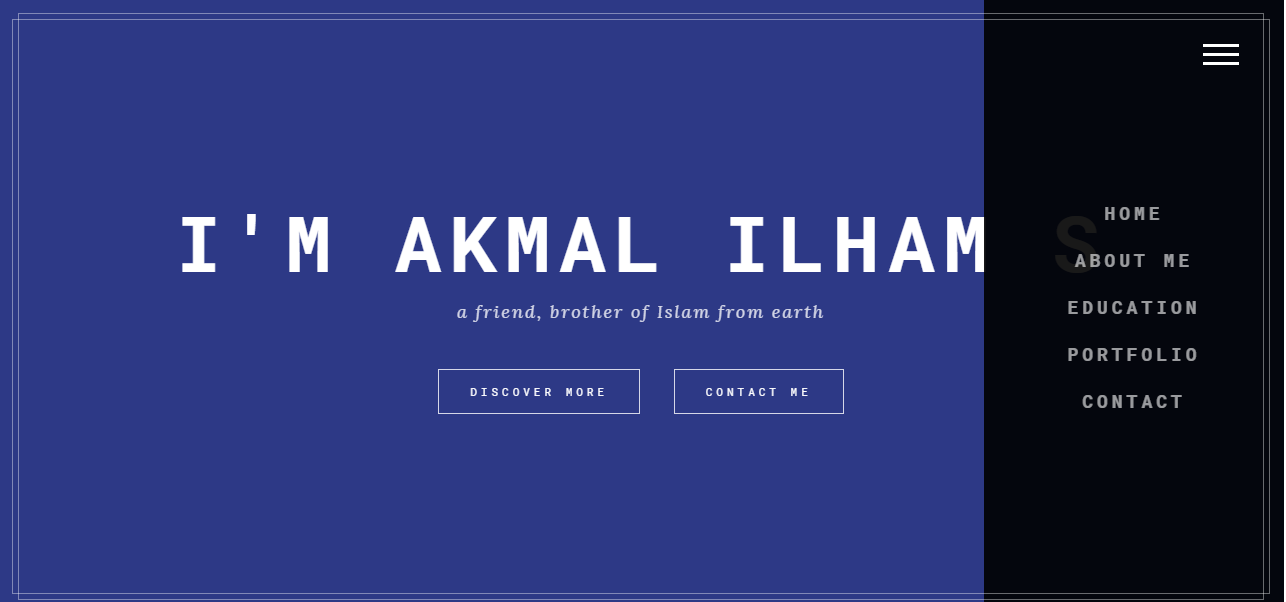 I'M AKMAL ILHAM S
a friend, brother of Islam from earth
DISCOVER MORE
CONTACT ME
HOME
ABOUT ME
EDUCATION
PORTFOLIO
CONTACT